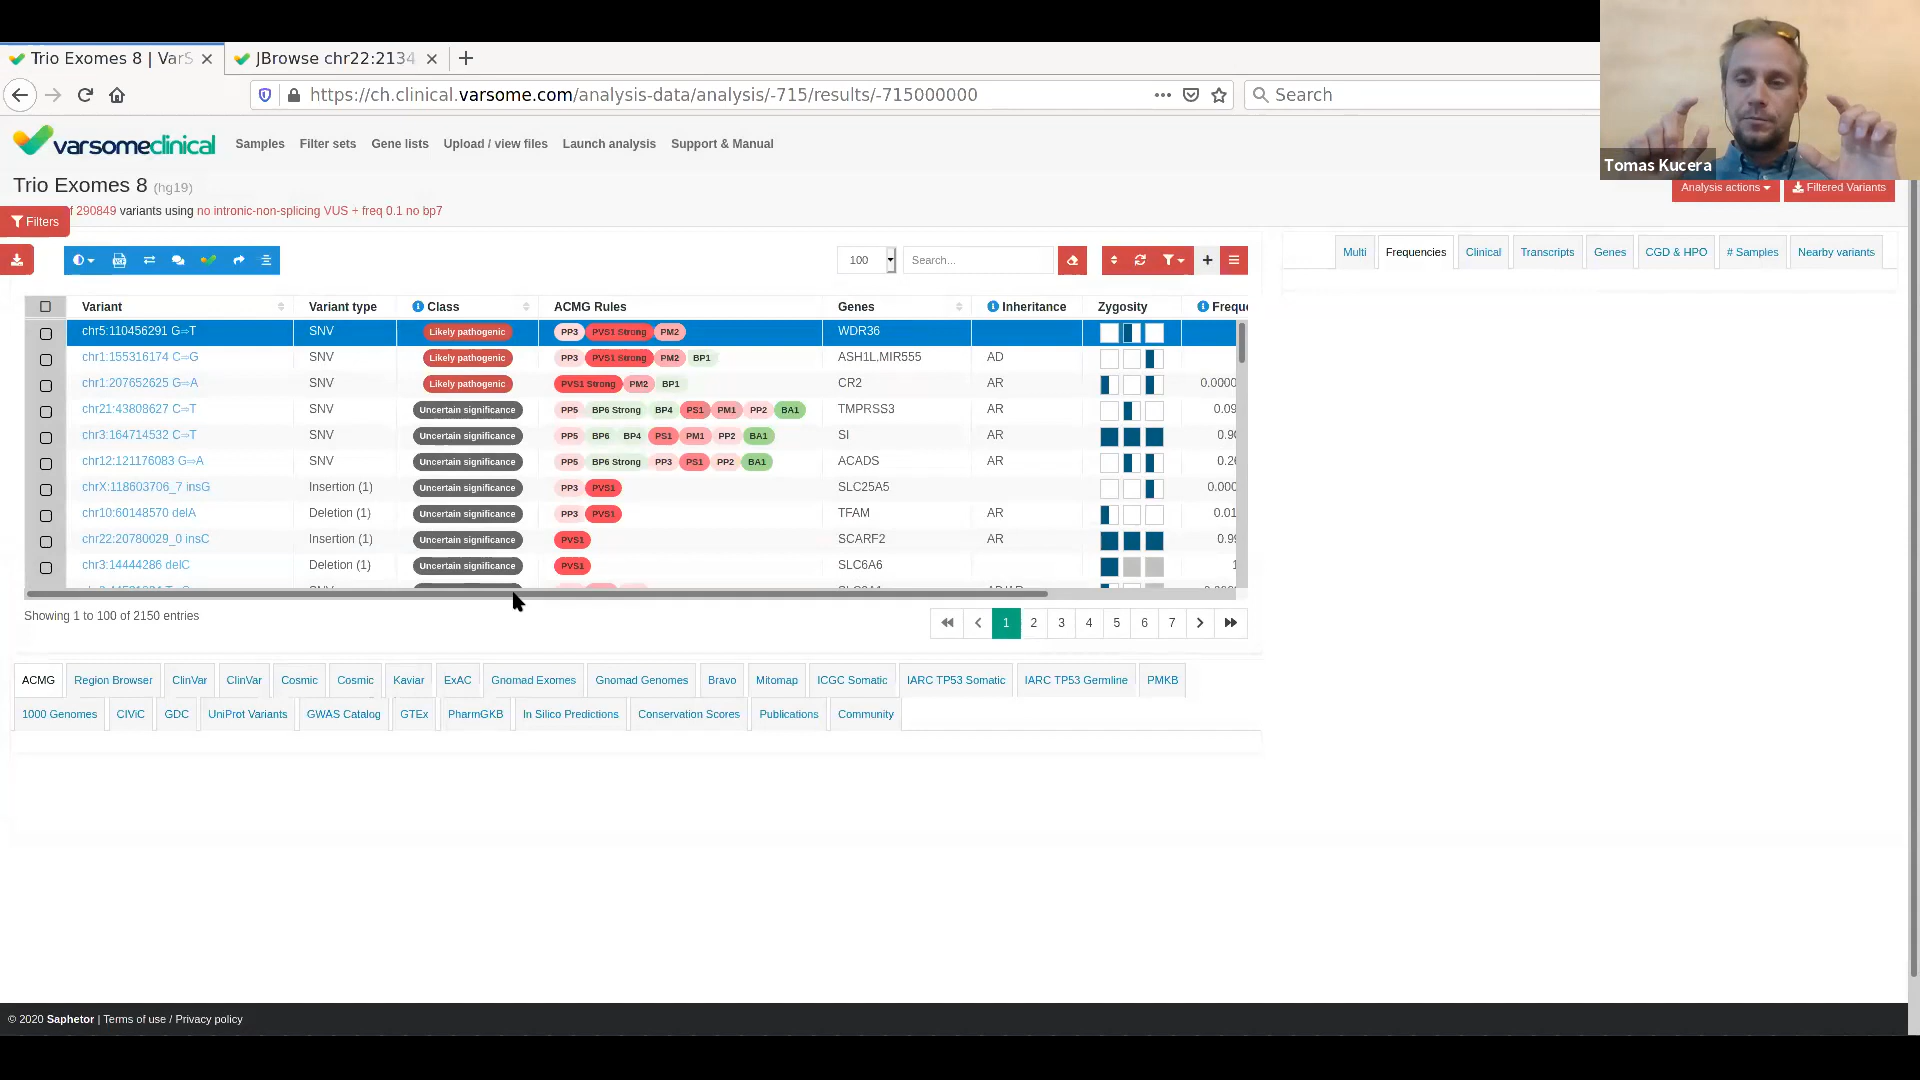 Trio Exomes 8 | VarS
JBrowse chr22:2134
https://ch.clinical.varsome.com/analysis-data/analysis/-715/results/-715000000
Search
Tomas Kucera
varsomeclinical
Samples
Filter sets
Gene lists
Upload / view files
Launch analysis
Support & Manual
Trio Exomes 8 (hg19)
Analysis actions
Filtered Variants
290849 variants using no intronic-non-splicing VUS + freq 0.1 no bp7
Filters
100
Search...
Multi
Frequencies
Clinical
Transcripts
Genes
CGD & HPO
# Samples
Nearby variants
Variant Variant type Class ACMG Rules Genes Inheritance Zygosity Freque
chr5:110456291 G⇒T SNV Likely pathogenic PP3 PVS1 Strong PM2 WDR36
chr1:155316174 C⇒G SNV Likely pathogenic PP3 PVS1 Strong PM2 BP1 ASH1L,MIR555 AD
chr1:207652625 G⇒A SNV Likely pathogenic PVS1 Strong PM2 BP1 CR2 AR 0.0000
chr21:43808627 C⇒T SNV Uncertain significance PP5 BP6 Strong BP4 PS1 PM1 PP2 BA1 TMPRSS3 AR 0.09
chr3:164714532 C⇒T SNV Uncertain significance PP5 BP6 BP4 PS1 PM1 PP2 BA1 SI AR 0.90
chr12:121176083 G⇒A SNV Uncertain significance PP5 BP6 Strong PP3 PS1 PP2 BA1 ACADS AR 0.26
chrX:118603706_7 insG Insertion (1) Uncertain significance PP3 PVS1 SLC25A5 0.000
chr10:60148570 delA Deletion (1) Uncertain significance PP3 PVS1 TFAM AR 0.01
chr22:20780029_0 insC Insertion (1) Uncertain significance PVS1 SCARF2 AR 0.99
chr3:14444286 delC Deletion (1) Uncertain significance PVS1 SLC6A6 1
Showing 1 to 100 of 2150 entries
1 2 3 4 5 6 7
ACMG Region Browser ClinVar ClinVar Cosmic Cosmic Kaviar ExAC Gnomad Exomes Gnomad Genomes Bravo Mitomap ICGC Somatic IARC TP53 Somatic IARC TP53 Germline PMKB
1000 Genomes CIViC GDC UniProt Variants GWAS Catalog GTEx PharmGKB In Silico Predictions Conservation Scores Publications Community
© 2020 Saphetor | Terms of use / Privacy policy